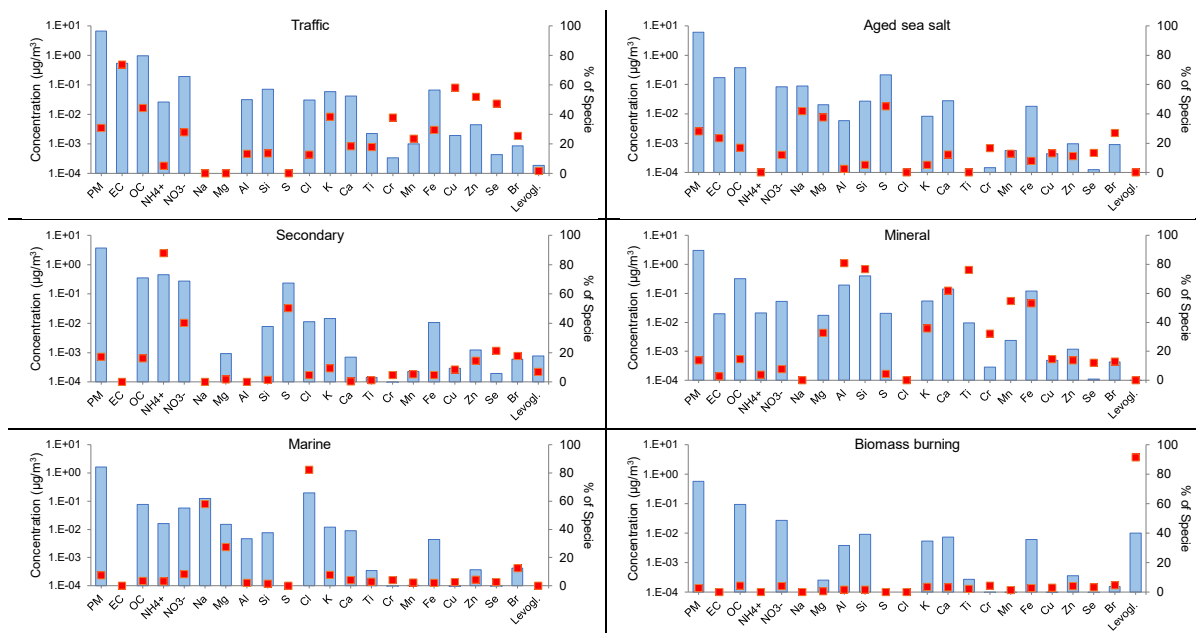 Traffic
Concentration (µg/m³)
1.E+01
1.E+00
1.E-01
1.E-02
1.E-03
1.E-04
100
80
60
40
20
0
% of Specie
PM EC OC NH4+ NO3- Na Mg Al Si S Cl K Ca Ti Cr Mn Fe Cu Zn Se Br Levogl.
Aged sea salt
Concentration (µg/m³)
1.E+01
1.E+00
1.E-01
1.E-02
1.E-03
1.E-04
100
80
60
40
20
0
% of Specie
PM EC OC NH4+ NO3- Na Mg Al Si S Cl K Ca Ti Cr Mn Fe Cu Zn Se Br Levogl.
Secondary
Concentration (µg/m³)
1.E+01
1.E+00
1.E-01
1.E-02
1.E-03
1.E-04
100
80
60
40
20
0
% of Specie
PM EC OC NH4+ NO3- Na Mg Al Si S Cl K Ca Ti Cr Mn Fe Cu Zn Se Br Levogl.
Mineral
Concentration (µg/m³)
1.E+01
1.E+00
1.E-01
1.E-02
1.E-03
1.E-04
100
80
60
40
20
0
% of Specie
PM EC OC NH4+ NO3- Na Mg Al Si S Cl K Ca Ti Cr Mn Fe Cu Zn Se Br Levogl.
Marine
Concentration (µg/m³)
1.E+01
1.E+00
1.E-01
1.E-02
1.E-03
1.E-04
100
80
60
40
20
0
% of Specie
PM EC OC NH4+ NO3- Na Mg Al Si S Cl K Ca Ti Cr Mn Fe Cu Zn Se Br Levogl.
Biomass burning
Concentration (µg/m³)
1.E+01
1.E+00
1.E-01
1.E-02
1.E-03
1.E-04
100
80
60
40
20
0
% of Specie
PM EC OC NH4+ NO3- Na Mg Al Si S Cl K Ca Ti Cr Mn Fe Cu Zn Se Br Levogl.